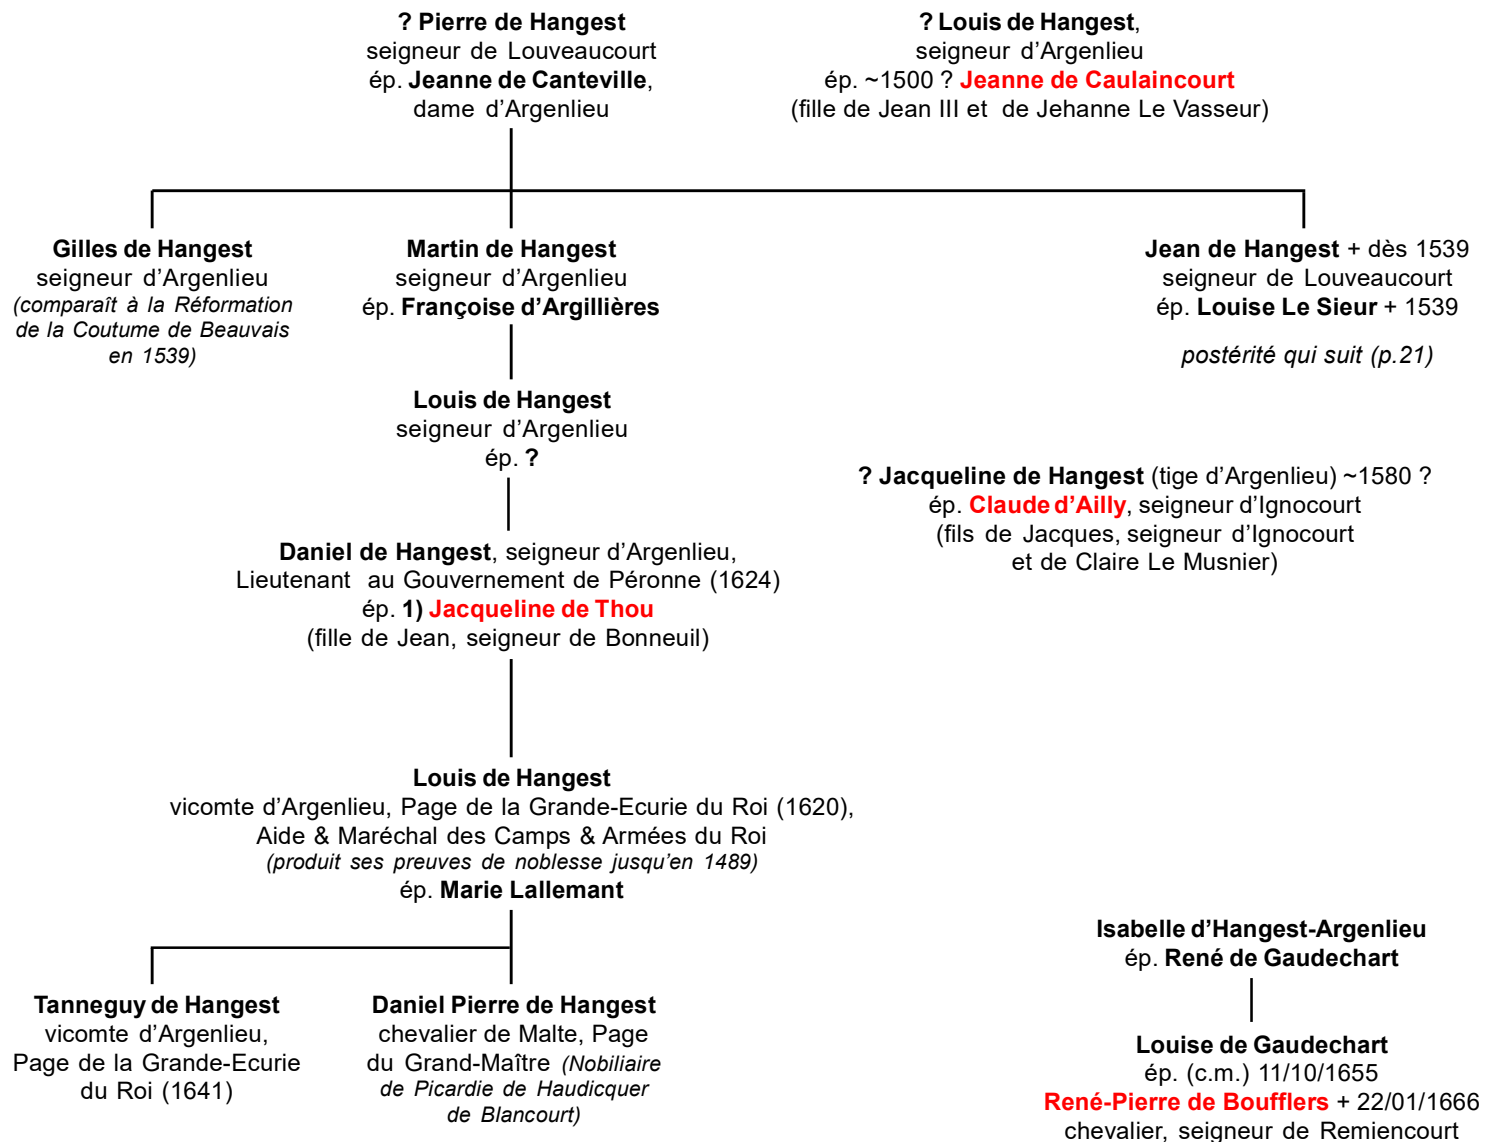 ? Pierre de Hangest
seigneur de Louveaucourt
ép. Jeanne de Canteville,
dame d’Argenlieu
? Louis de Hangest,
seigneur d’Argenlieu
ép. ~1500 ? Jeanne de Caulaincourt
(fille de Jean III et de Jehanne Le Vasseur)
Gilles de Hangest
seigneur d’Argenlieu
(comparaît à la Réformation
de la Coutume de Beauvais
en 1539)
Martin de Hangest
seigneur d’Argenlieu
ép. Françoise d’Argillières
Jean de Hangest + dès 1539
seigneur de Louveaucourt
ép. Louise Le Sieur + 1539
postérité qui suit (p.21)
Louis de Hangest
seigneur d’Argenlieu
ép. ?
? Jacqueline de Hangest (tige d’Argenlieu) ~1580 ?
ép. Claude d’Ailly, seigneur d’Ignocourt
(fils de Jacques, seigneur d’Ignocourt
et de Claire Le Musnier)
Daniel de Hangest, seigneur d’Argenlieu,
Lieutenant au Gouvernement de Péronne (1624)
ép. 1) Jacqueline de Thou
(fille de Jean, seigneur de Bonneuil)
Louis de Hangest
vicomte d’Argenlieu, Page de la Grande-Ecurie du Roi (1620),
Aide & Maréchal des Camps & Armées du Roi
(produit ses preuves de noblesse jusqu’en 1489)
ép. Marie Lallemant
Tanneguy de Hangest
vicomte d’Argenlieu,
Page de la Grande-Ecurie
du Roi (1641)
Daniel Pierre de Hangest
chevalier de Malte, Page
du Grand-Maître (Nobiliaire
de Picardie de Haudicquer
de Blancourt)
Isabelle d’Hangest-Argenlieu
ép. René de Gaudechart
Louise de Gaudechart
ép. (c.m.) 11/10/1655
René-Pierre de Boufflers + 22/01/1666
chevalier, seigneur de Remiencourt